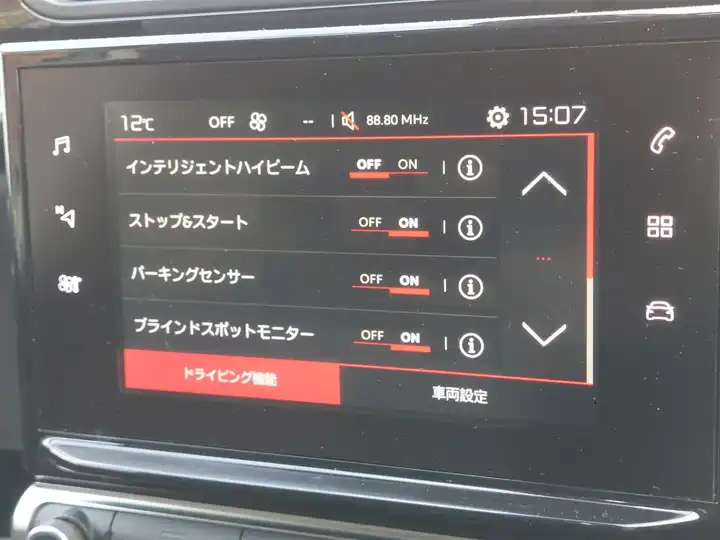 12℃ OFF -- 88.80 MHz 15:07
インテリジェントハイビーム OFF ON
ストップ&スタート OFF ON
パーキングセンサー OFF ON
ブラインドスポットモニター OFF ON
ドライビング機能 車両設定
N